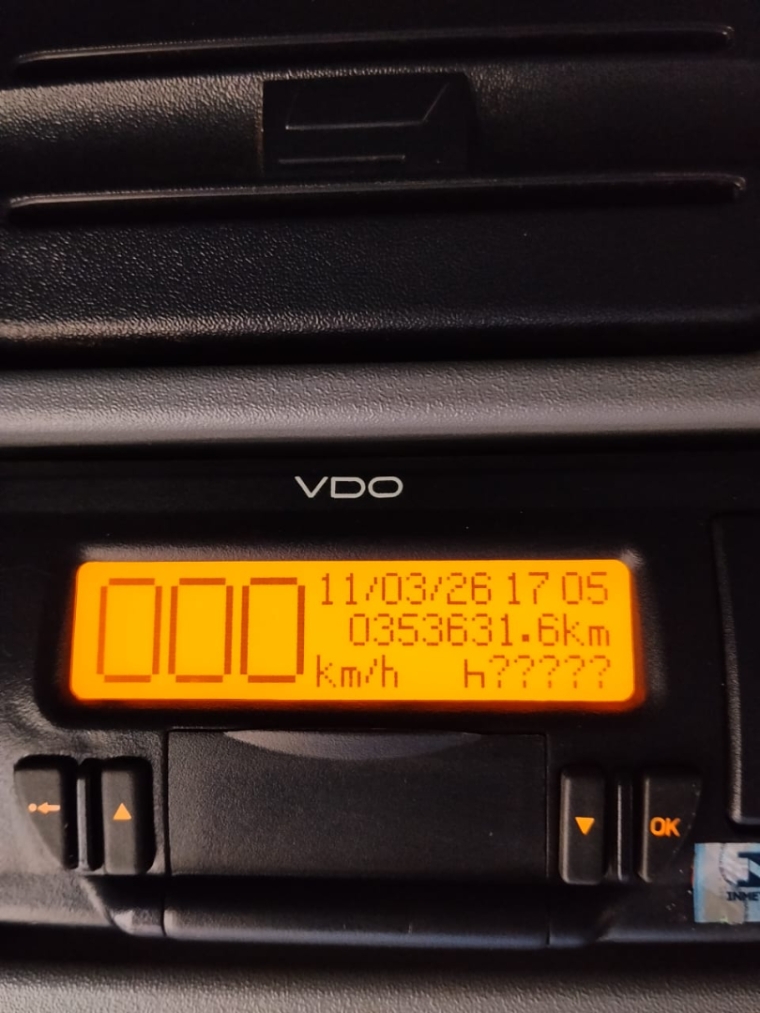 VDO
000 11/03/26 17 05
0353631.6km
km/h h?????
OK